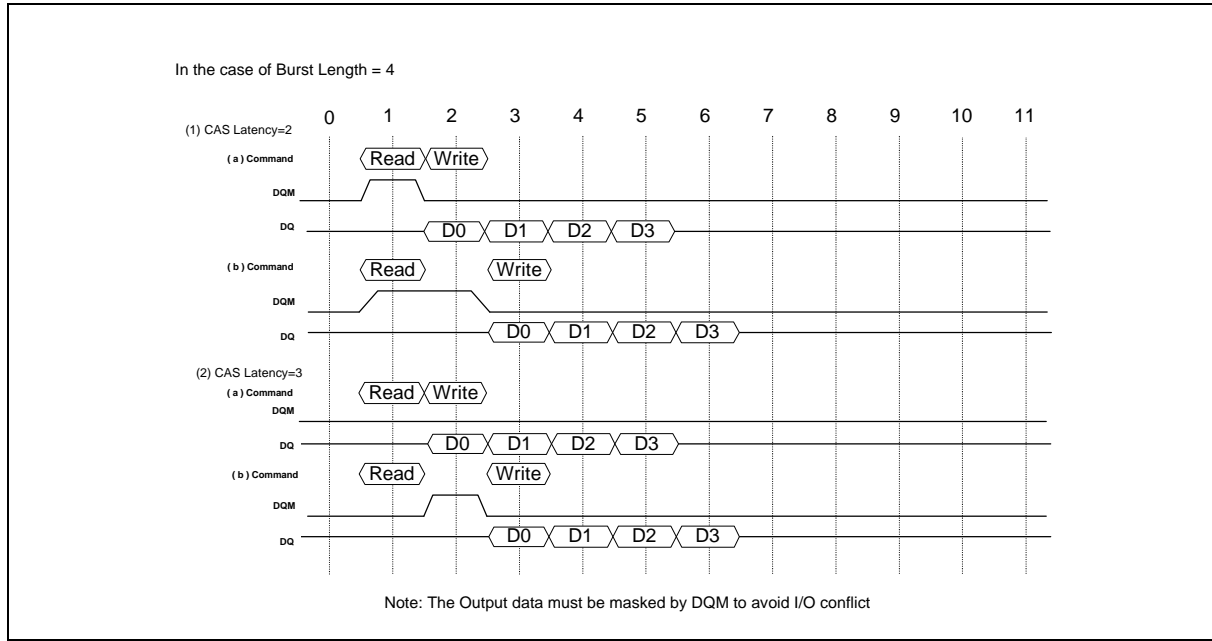 In the case of Burst Length = 4
0 1 2 3 4 5 6 7 8 9 10 11
(1) CAS Latency=2
( a ) Command Read Write
DQM
DQ D0 D1 D2 D3
( b ) Command Read Write
DQM
DQ D0 D1 D2 D3
(2) CAS Latency=3
( a ) Command Read Write
DQM
DQ D0 D1 D2 D3
( b ) Command Read Write
DQM
DQ D0 D1 D2 D3
Note: The Output data must be masked by DQM to avoid I/O conflict